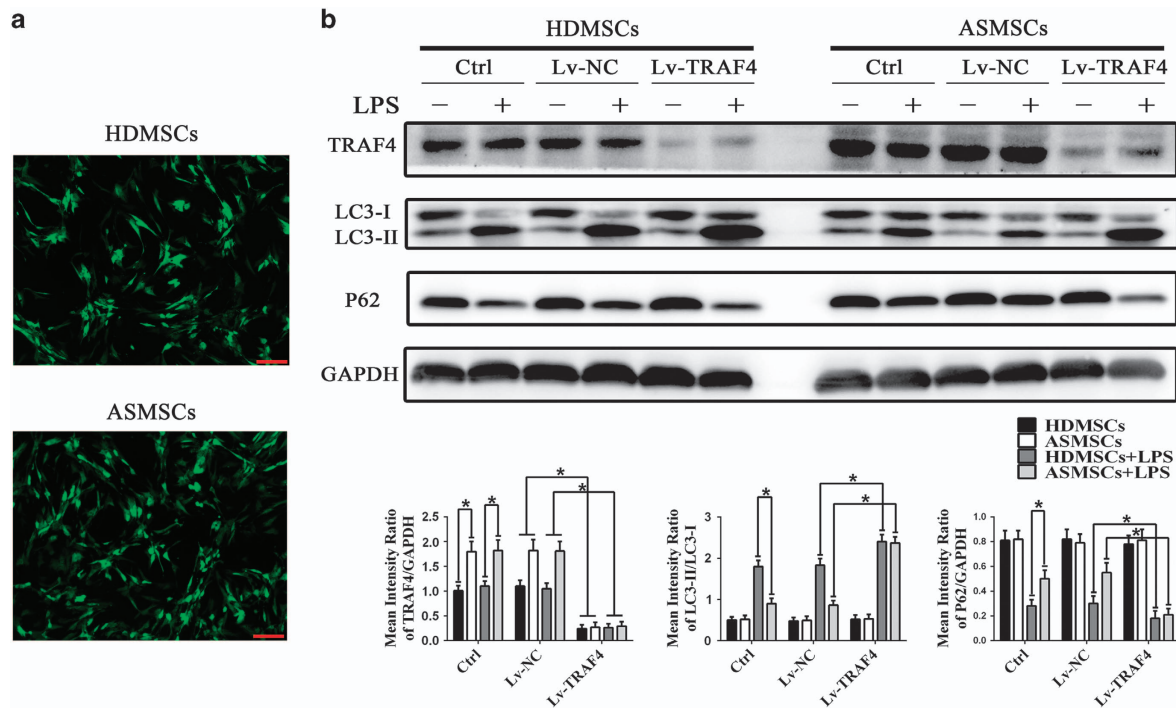 a
HDMSCs
ASMSCs
b
HDMSCs ASMSCs
Ctrl Lv-NC Lv-TRAF4 Ctrl Lv-NC Lv-TRAF4
LPS − + − + − + − + − + − +
TRAF4
LC3-I
LC3-II
P62
GAPDH
HDMSCs
ASMSCs
HDMSCs+LPS
ASMSCs+LPS
Mean Intensity Ratio
of TRAF4/GAPDH
2.5
2.0
1.5
1.0
0.5
0.0
* * * *
Ctrl Lv-NC Lv-TRAF4
Mean Intensity Ratio
of LC3-II/LC3-I
3
2
1
0
* * *
Ctrl Lv-NC Lv-TRAF4
Mean Intensity Ratio
of P62/GAPDH
1.0
0.8
0.6
0.4
0.2
0.0
* * *
Ctrl Lv-NC Lv-TRAF4